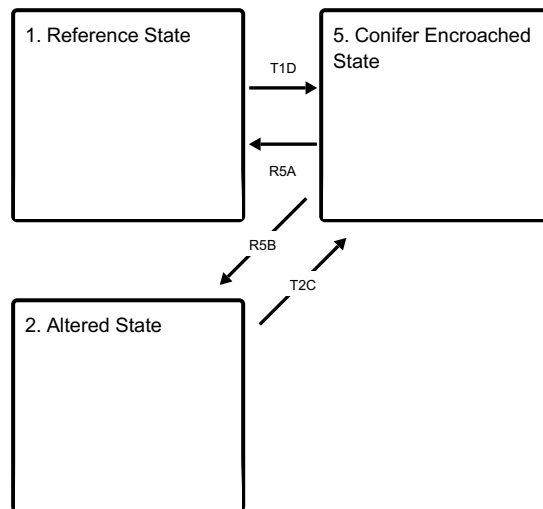 1. Reference State
5. Conifer Encroached
State
T1D
R5A
R5B
T2C
2. Altered State